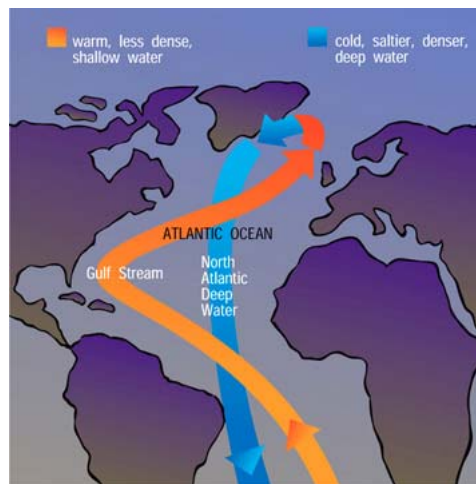 warm, less dense,
shallow water
cold, saltier, denser,
deep water
ATLANTIC OCEAN
Gulf Stream
North
Atlantic
Deep
Water